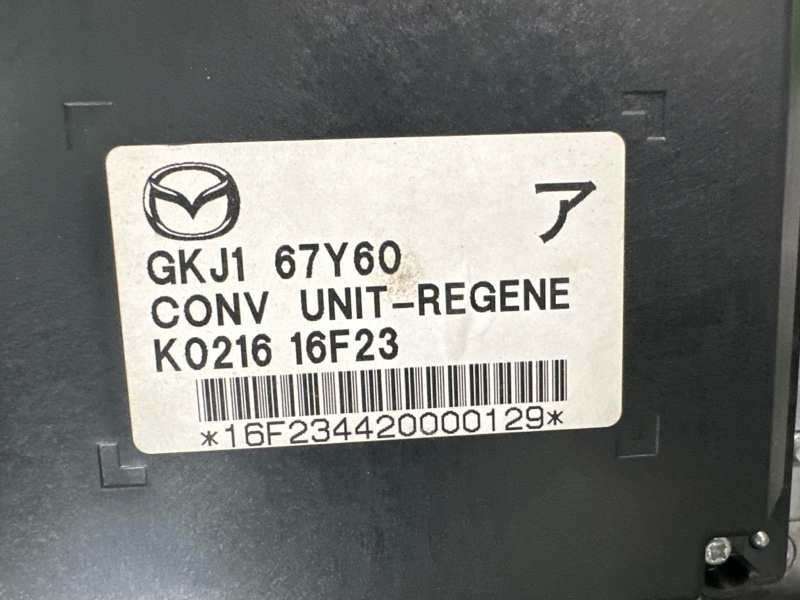 ア
GKJ1 67Y60
CONV UNIT-REGENE
K0216 16F23
*16F234420000129*